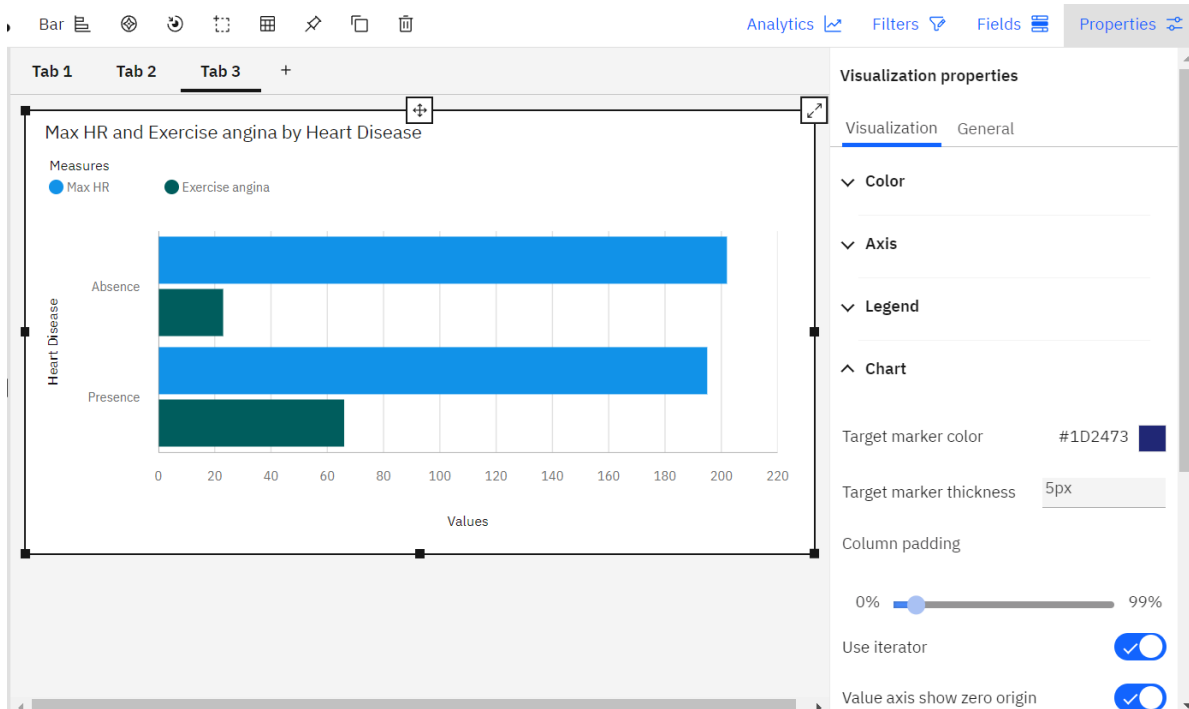 Bar Analytics Filters Fields Properties
Tab 1 Tab 2 Tab 3 +
Max HR and Exercise angina by Heart Disease
Measures
Max HR Exercise angina
Heart Disease
Absence
Presence
0 20 40 60 80 100 120 140 160 180 200 220
Values
Visualization properties
Visualization General
Color
Axis
Legend
Chart
Target marker color #1D2473
Target marker thickness 5px
Column padding
0% 99%
Use iterator
Value axis show zero origin